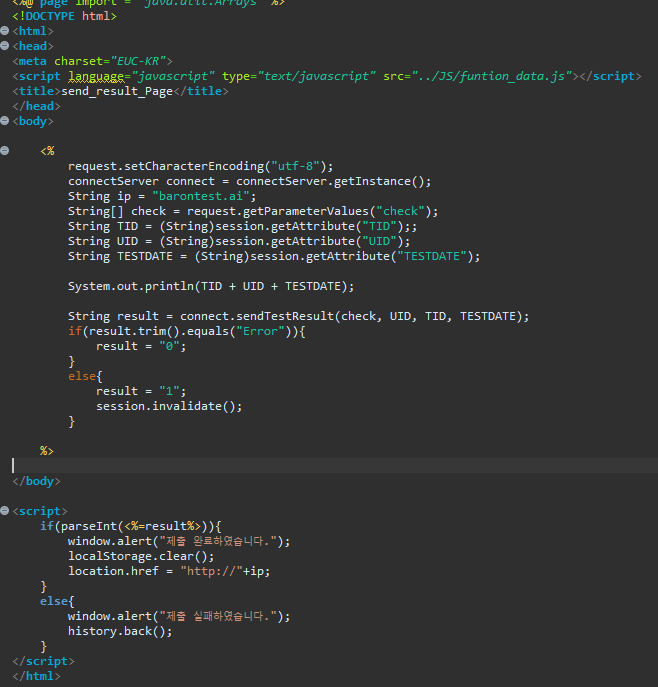 <%@ page import = "java.util.Arrays" %>
<!DOCTYPE html>
<html>
<head>
<meta charset="EUC-KR">
<script language="javascript" type="text/javascript" src="../JS/funtion_data.js"></script>
<title>send_result_Page</title>
</head>
<body>
<%
request.setCharacterEncoding("utf-8");
connectServer connect = connectServer.getInstance();
String ip = "barontest.ai";
String[] check = request.getParameterValues("check");
String TID = (String)session.getAttribute("TID");;
String UID = (String)session.getAttribute("UID");
String TESTDATE = (String)session.getAttribute("TESTDATE");
System.out.println(TID + UID + TESTDATE);
String result = connect.sendTestResult(check, UID, TID, TESTDATE);
if(result.trim().equals("Error")){
result = "0";
}
else{
result = "1";
session.invalidate();
}
%>
</body>
<script>
if(parseInt(<%=result%>)){
window.alert("제출 완료하였습니다.");
localStorage.clear();
location.href = "http://"+ip;
}
else{
window.alert("제출 실패하였습니다.");
history.back();
}
</script>
</html>